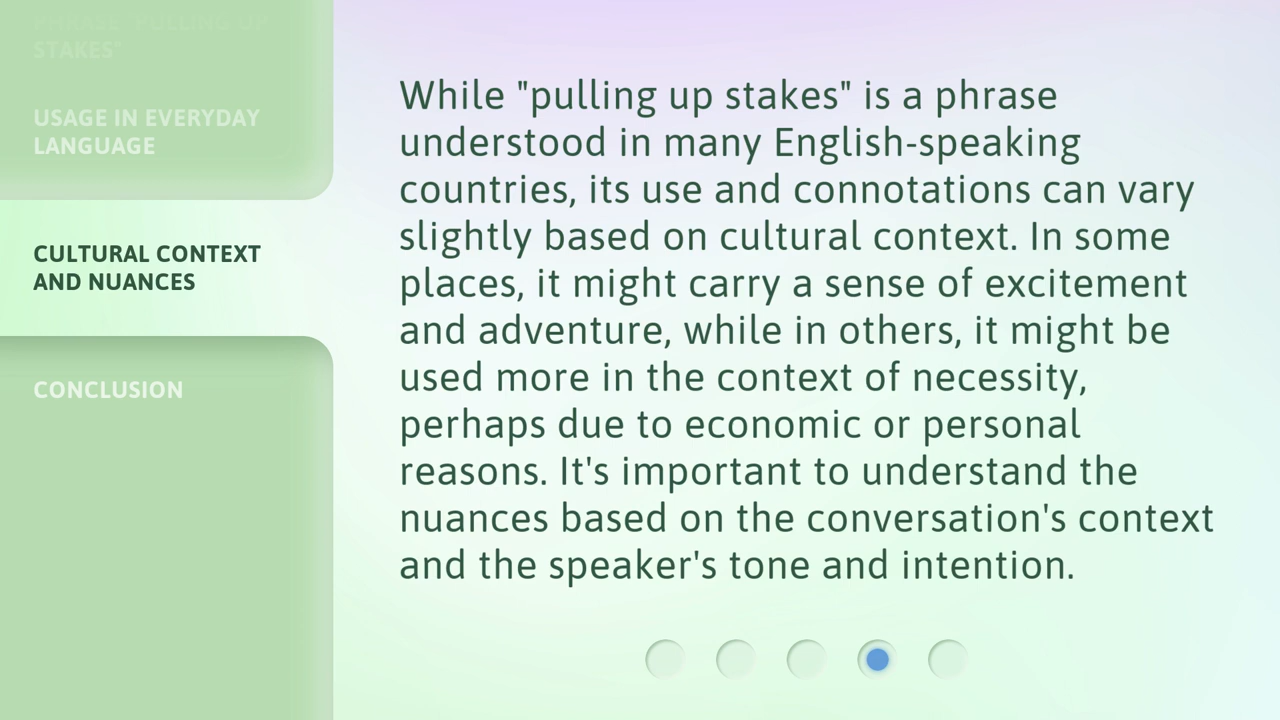 PHRASE "PULLING UP
STAKES"
USAGE IN EVERYDAY
LANGUAGE
CULTURAL CONTEXT
AND NUANCES
CONCLUSION
While "pulling up stakes" is a phrase
understood in many English-speaking
countries, its use and connotations can vary
slightly based on cultural context. In some
places, it might carry a sense of excitement
and adventure, while in others, it might be
used more in the context of necessity,
perhaps due to economic or personal
reasons. It's important to understand the
nuances based on the conversation's context
and the speaker's tone and intention.